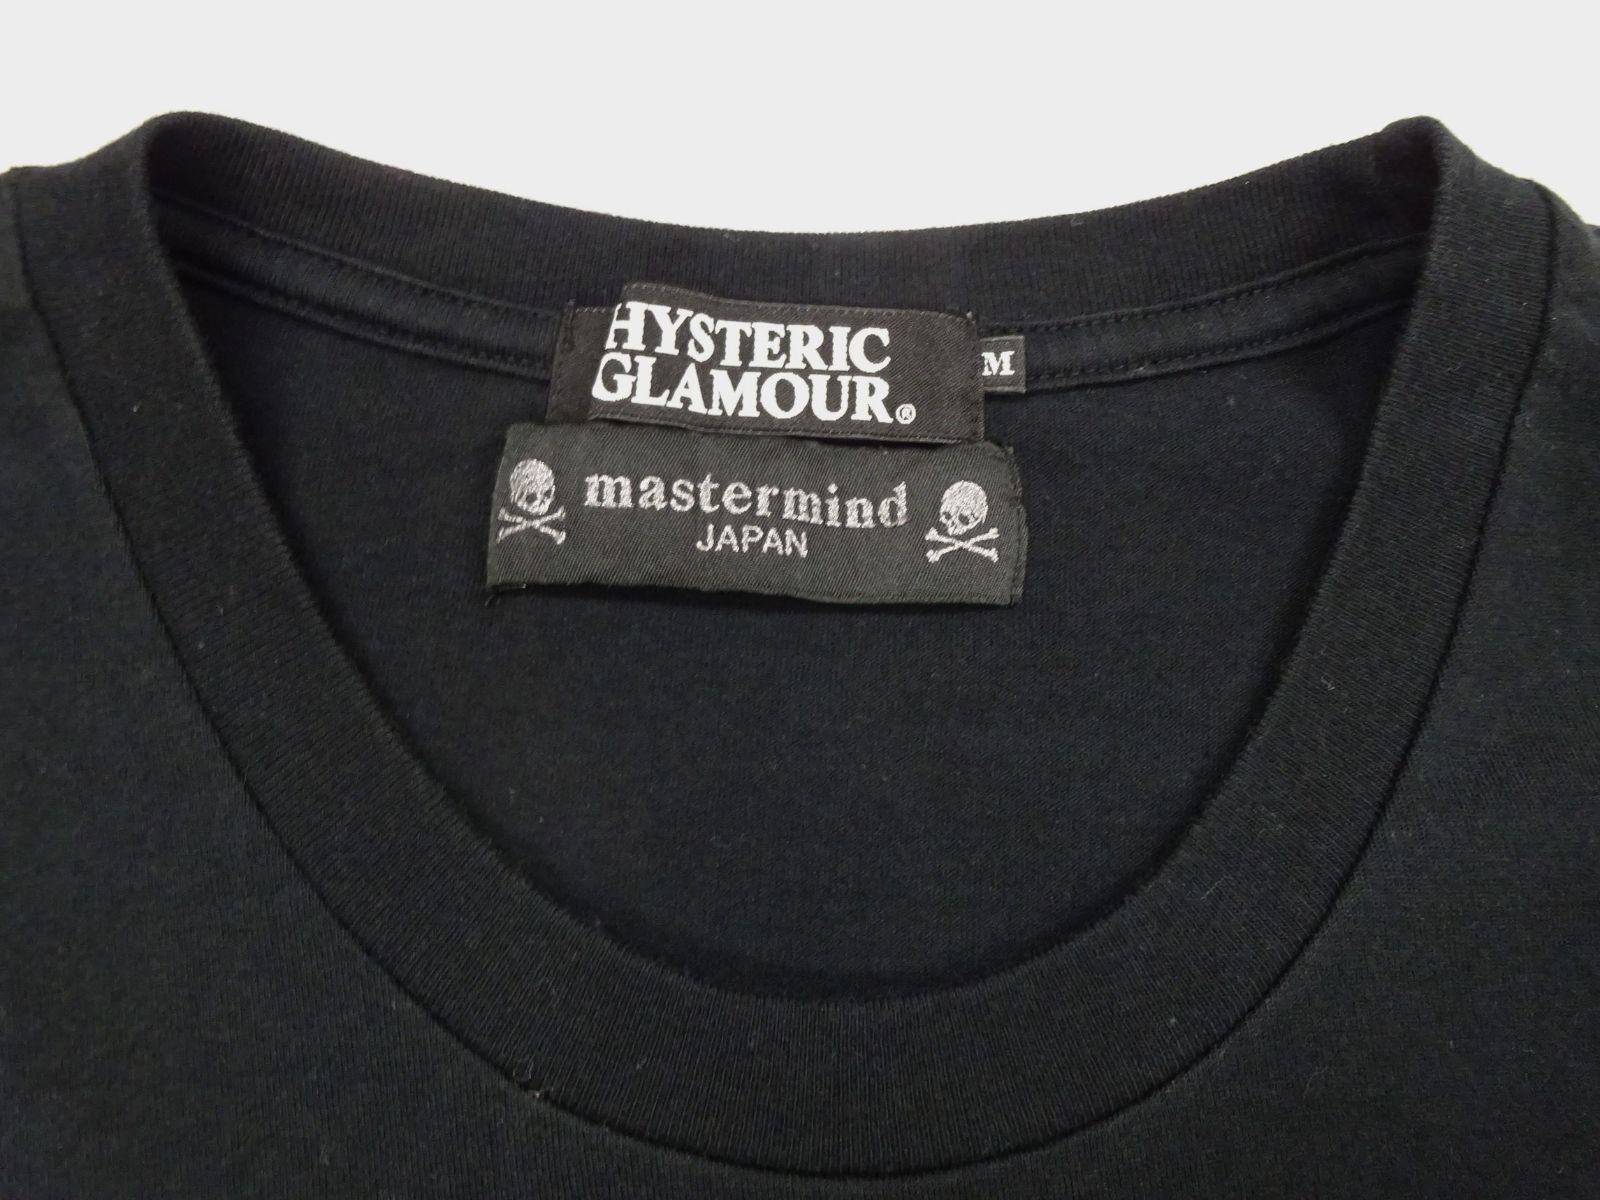 HYSTERIC
GLAMOUR®
M
mastermind
JAPAN